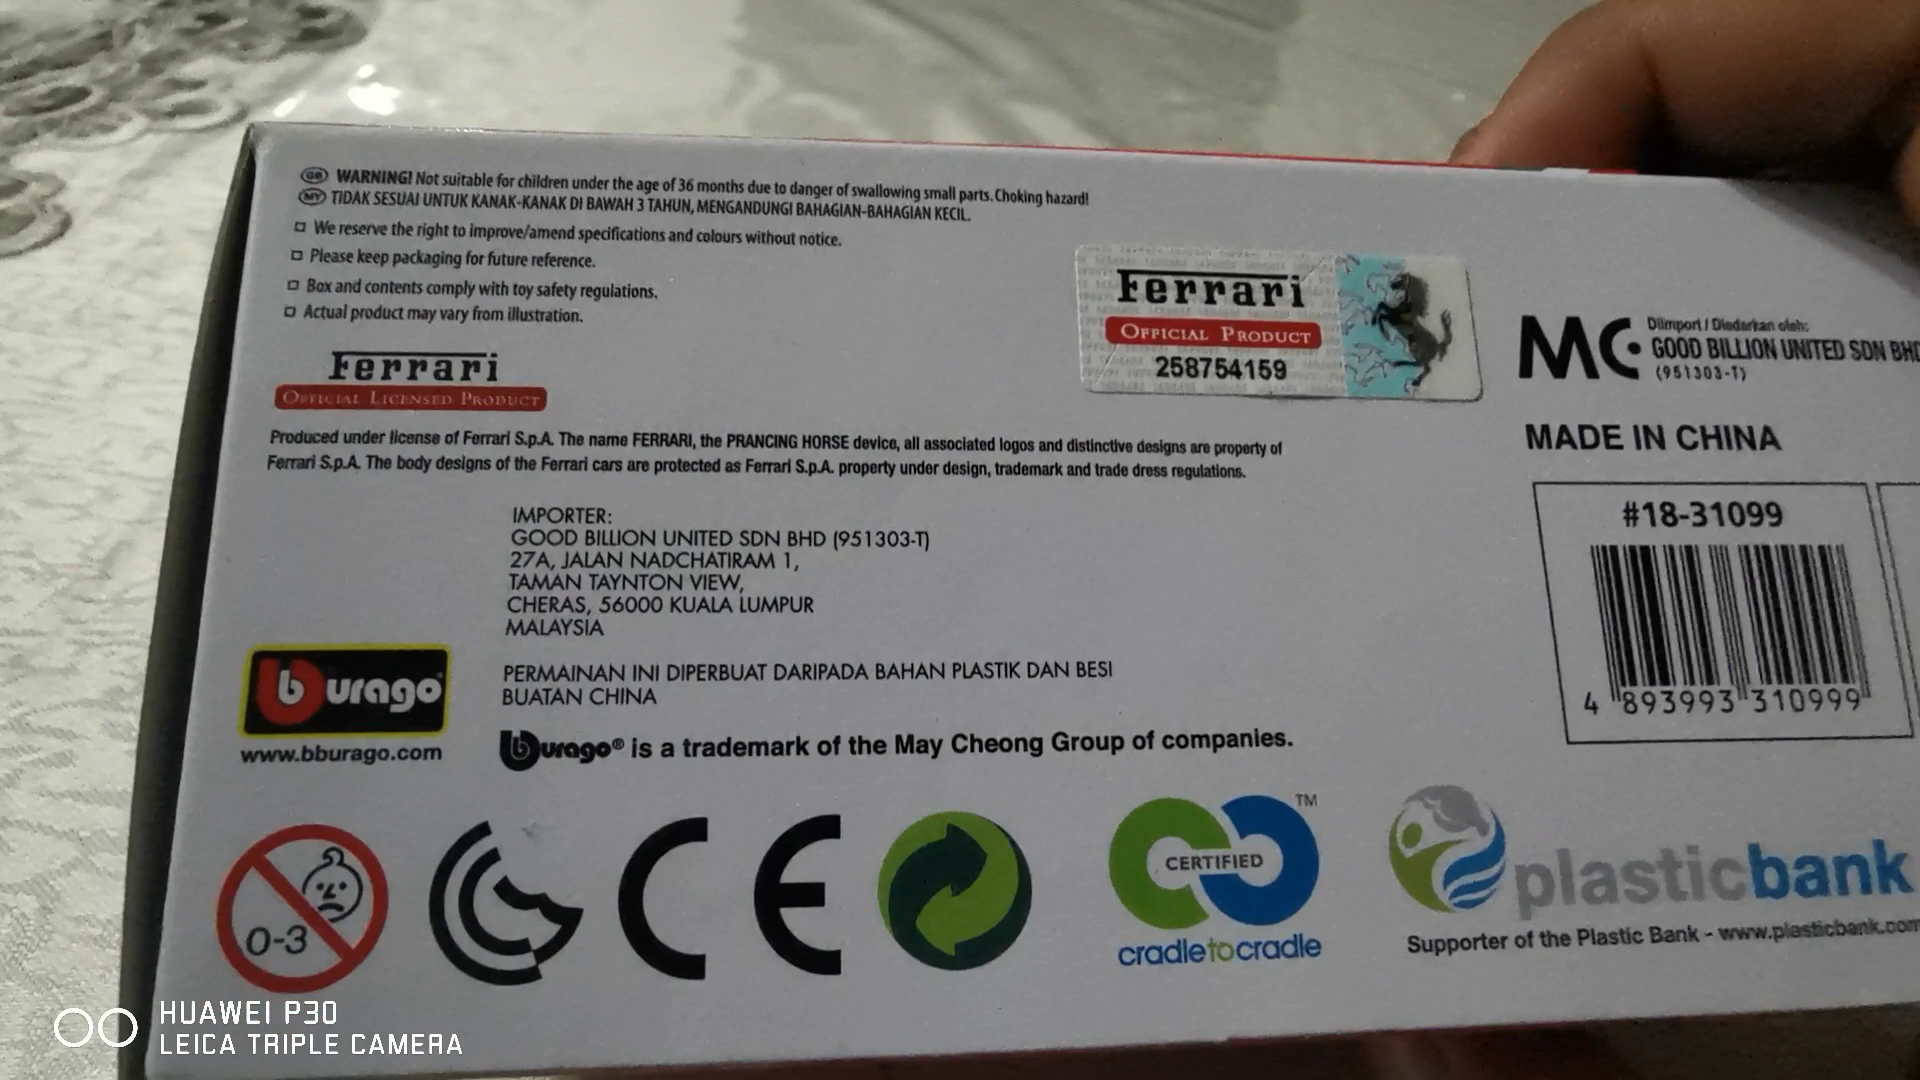 GB WARNING! Not suitable for children under the age of 36 months due to danger of swallowing small parts. Choking hazard!
MY TIDAK SESUAI UNTUK KANAK-KANAK DI BAWAH 3 TAHUN, MENGANDUNGI BAHAGIAN-BAHAGIAN KECIL.
We reserve the right to improve/amend specifications and colours without notice.
Please keep packaging for future reference.
Box and contents comply with toy safety regulations.
Actual product may vary from illustration.
Ferrari
OFFICIAL LICENSED PRODUCT
Ferrari
OFFICIAL PRODUCT
258754159
MC
Diimport / Diedarkan oleh:
GOOD BILLION UNITED SDN BHD
(951303-T)
MADE IN CHINA
Produced under license of Ferrari S.p.A. The name FERRARI, the PRANCING HORSE device, all associated logos and distinctive designs are property of
Ferrari S.p.A. The body designs of the Ferrari cars are protected as Ferrari S.p.A. property under design, trademark and trade dress regulations.
#18-31099
4 893993 310999
IMPORTER:
GOOD BILLION UNITED SDN BHD (951303-T)
27A, JALAN NADCHATIRAM 1,
TAMAN TAYNTON VIEW,
CHERAS, 56000 KUALA LUMPUR
MALAYSIA
burago
www.bburago.com
PERMAINAN INI DIPERBUAT DARIPADA BAHAN PLASTIK DAN BESI
BUATAN CHINA
burago® is a trademark of the May Cheong Group of companies.
0-3
CE
TM
CERTIFIED
cradletocradle
plasticbank
Supporter of the Plastic Bank - www.plasticbank.com
HUAWEI P30
LEICA TRIPLE CAMERA